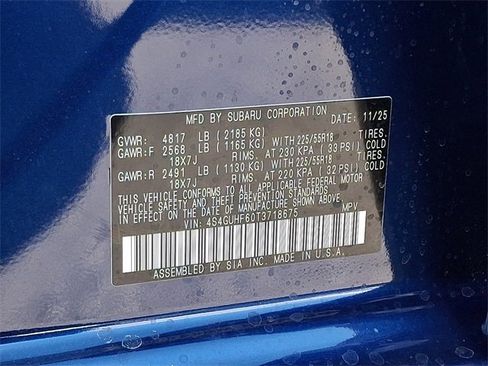 MFD BY SUBARU CORPORATION DATE: 11/25
GVWR: 4817 LB (2185 KG)
GAWR:F 2568 LB (1165 KG) WITH 225/55R18 TIRES.
18X7J RIMS. AT 230 KPA (33 PSI) COLD
GAWR:R 2491 LB (1130 KG) WITH 225/55R18 TIRES.
18X7J RIMS. AT 220 KPA (32 PSI) COLD
THIS VEHICLE CONFORMS TO ALL APPLICABLE FEDERAL MOTOR
VEHICLE SAFETY STANDARDS IN EFFECT ON THE
DATE OF MANUFACTURE SHOWN ABOVE.
VIN: 4S4GUHF60T3718675 MPV
ASSEMBLED BY SIA INC. MADE IN U.S.A.